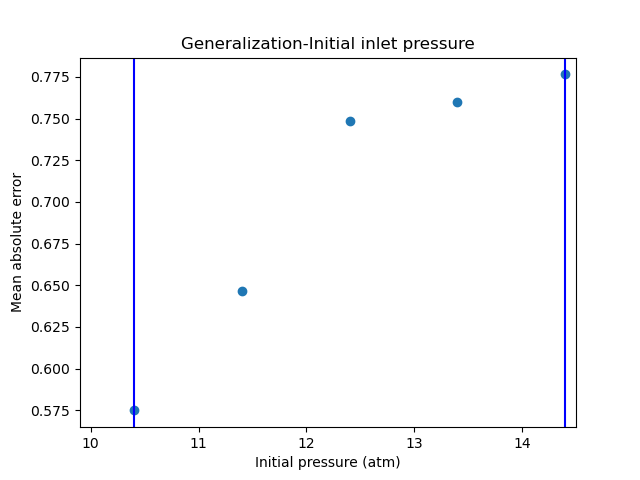 Generalization-Initial inlet pressure
0.775
0.750
0.725
0.700
0.675
0.650
0.625
0.600
0.575
Mean absolute error
10 11 12 13 14
Initial pressure (atm)